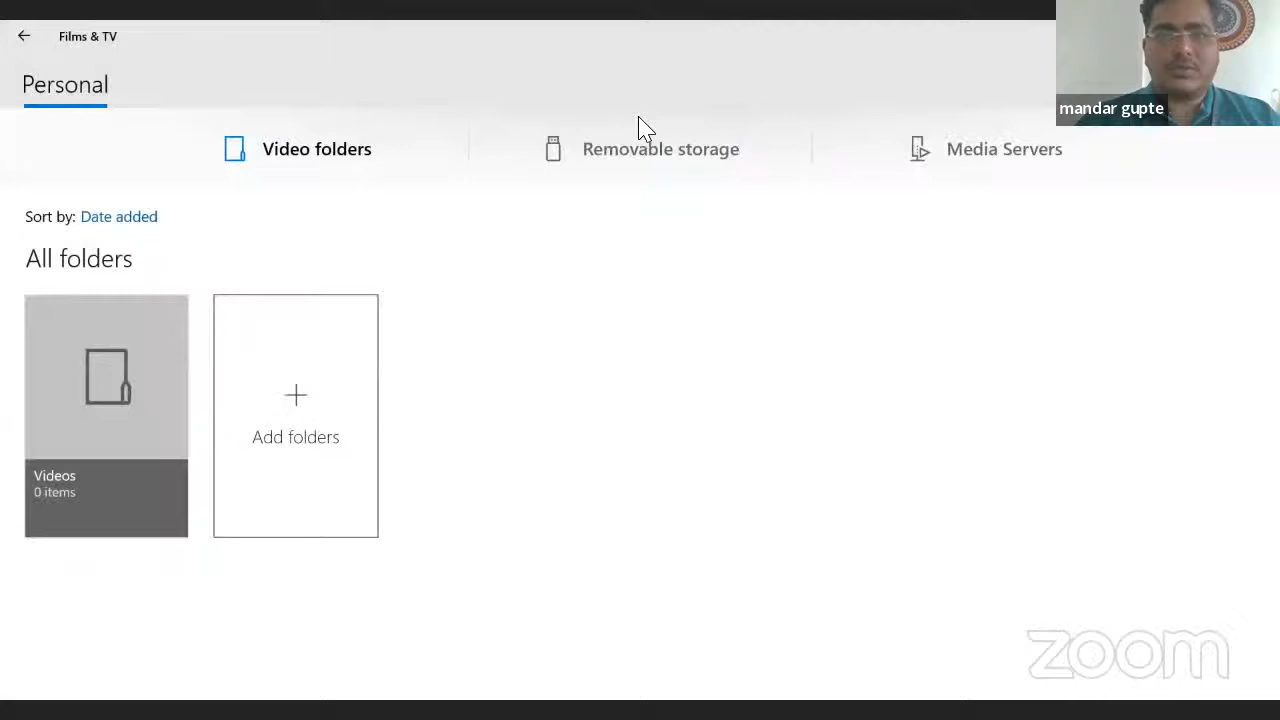 Films & TV
Personal
mandar gupte
Video folders
Removable storage
Media Servers
Sort by: Date added
All folders
Add folders
Videos
0 items
zoom